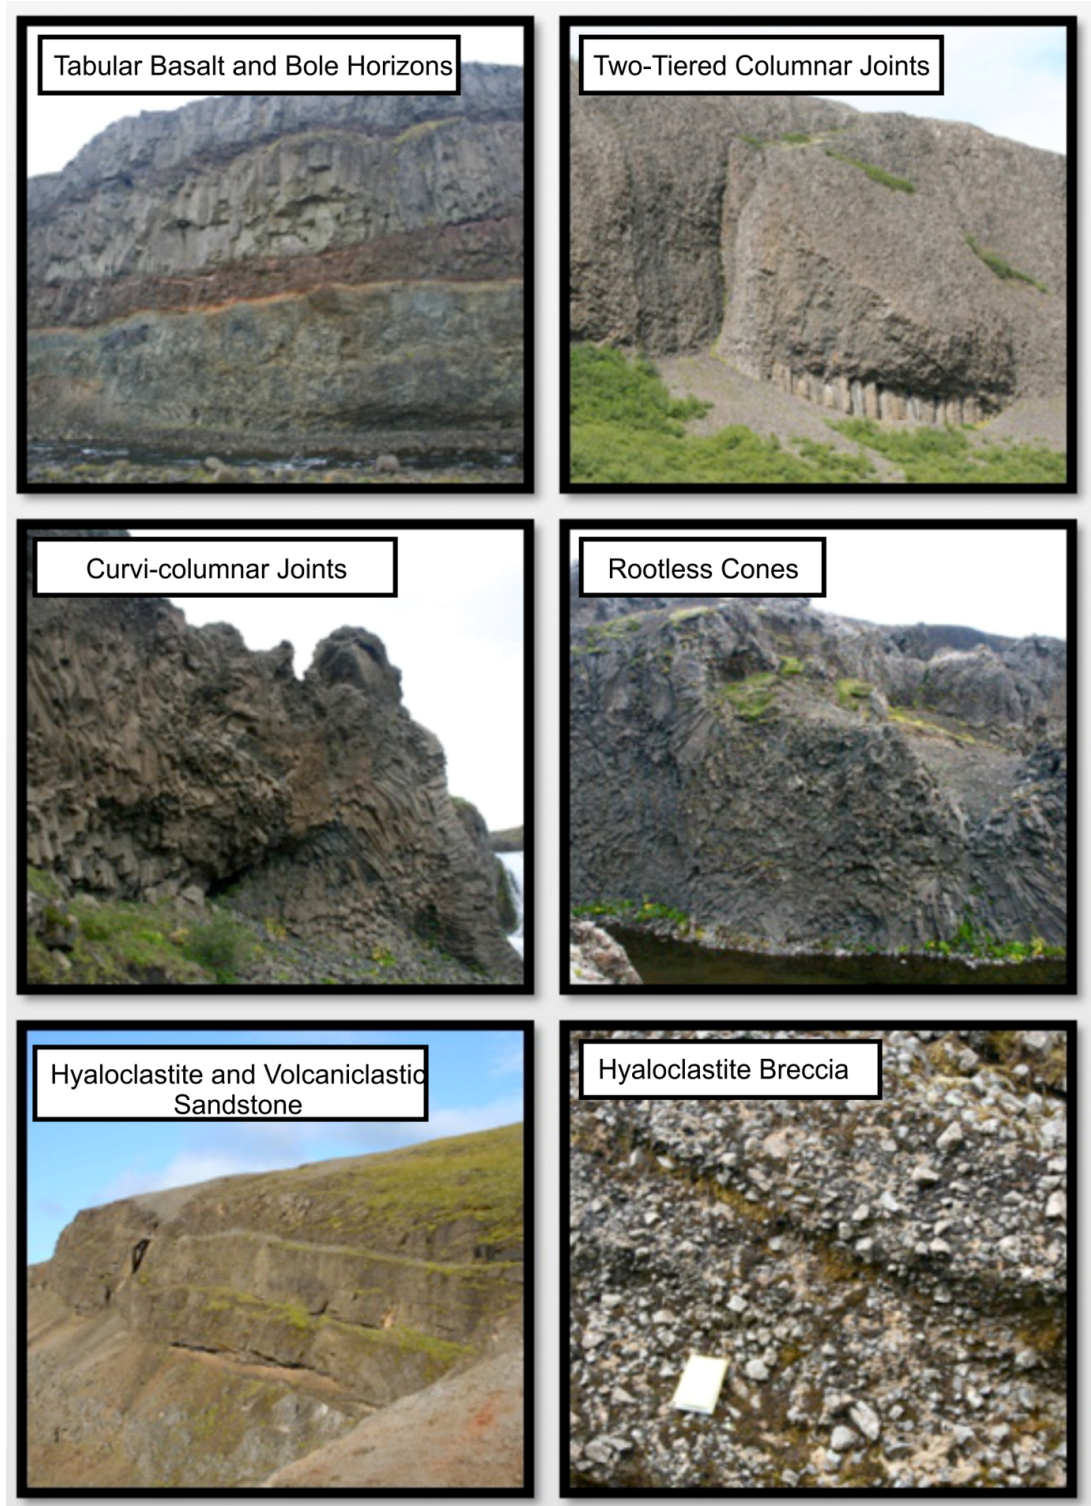 Tabular Basalt and Bole Horizons
Two-Tiered Columnar Joints
Curvi-columnar Joints
Rootless Cones
Hyaloclastite and Volcaniclastic
Sandstone
Hyaloclastite Breccia